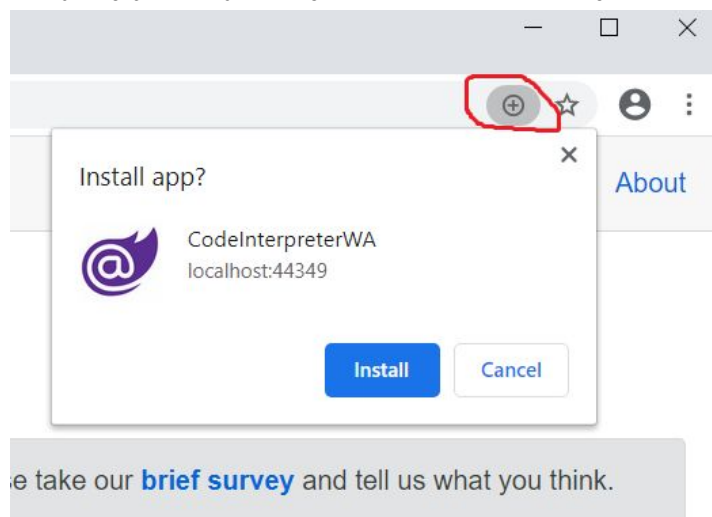 Install app?
About
CodeInterpreterWA
localhost:44349
Install
Cancel
e take our brief survey and tell us what you think.